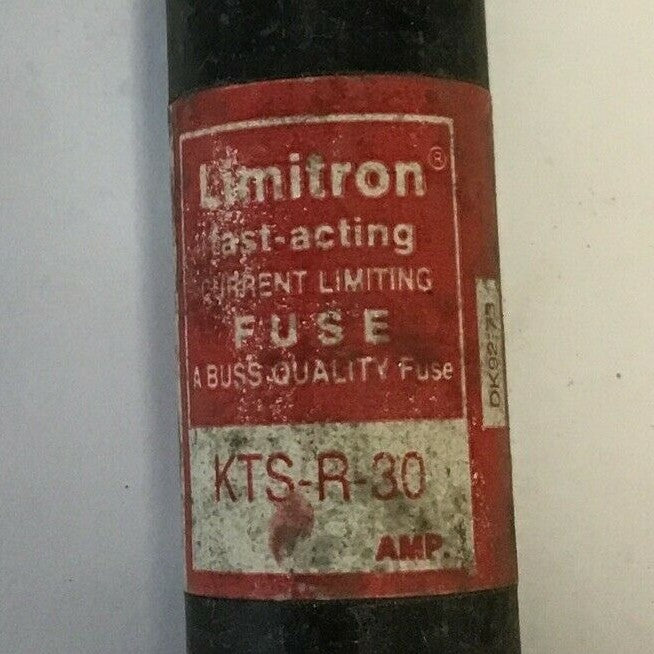 Limitron®
fast-acting
CURRENT LIMITING
FUSE
A BUSS QUALITY Fuse
KTS-R-30
AMP.